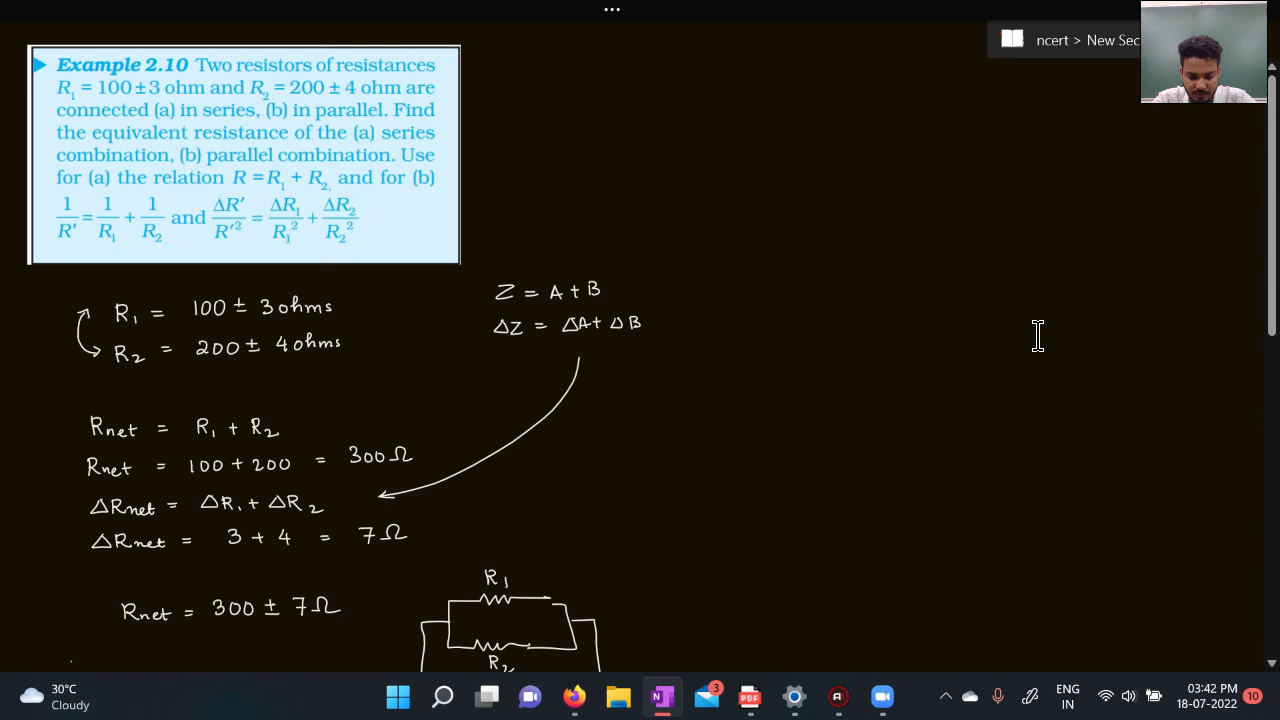 •••
ncert > New Sec
Example 2.10 Two resistors of resistances
R₁ = 100 ±3 ohm and R₂ = 200 ± 4 ohm are
connected (a) in series, (b) in parallel. Find
the equivalent resistance of the (a) series
combination, (b) parallel combination. Use
for (a) the relation R = R₁ + R₂, and for (b)
1/R′ = 1/R₁ + 1/R₂ and ΔR′/R′² = ΔR₁/R₁² + ΔR₂/R₂²
R₁ = 100 ± 3 ohms
R₂ = 200 ± 4 ohms
Z = A + B
ΔZ = ΔA + ΔB
Rnet = R₁ + R₂
Rnet = 100 + 200 = 300 Ω
ΔRnet = ΔR₁ + ΔR₂
ΔRnet = 3 + 4 = 7 Ω
Rnet = 300 ± 7 Ω
R₁
R₂
30°C
Cloudy
3
PDF
ENG
IN
03:42 PM
18-07-2022
10